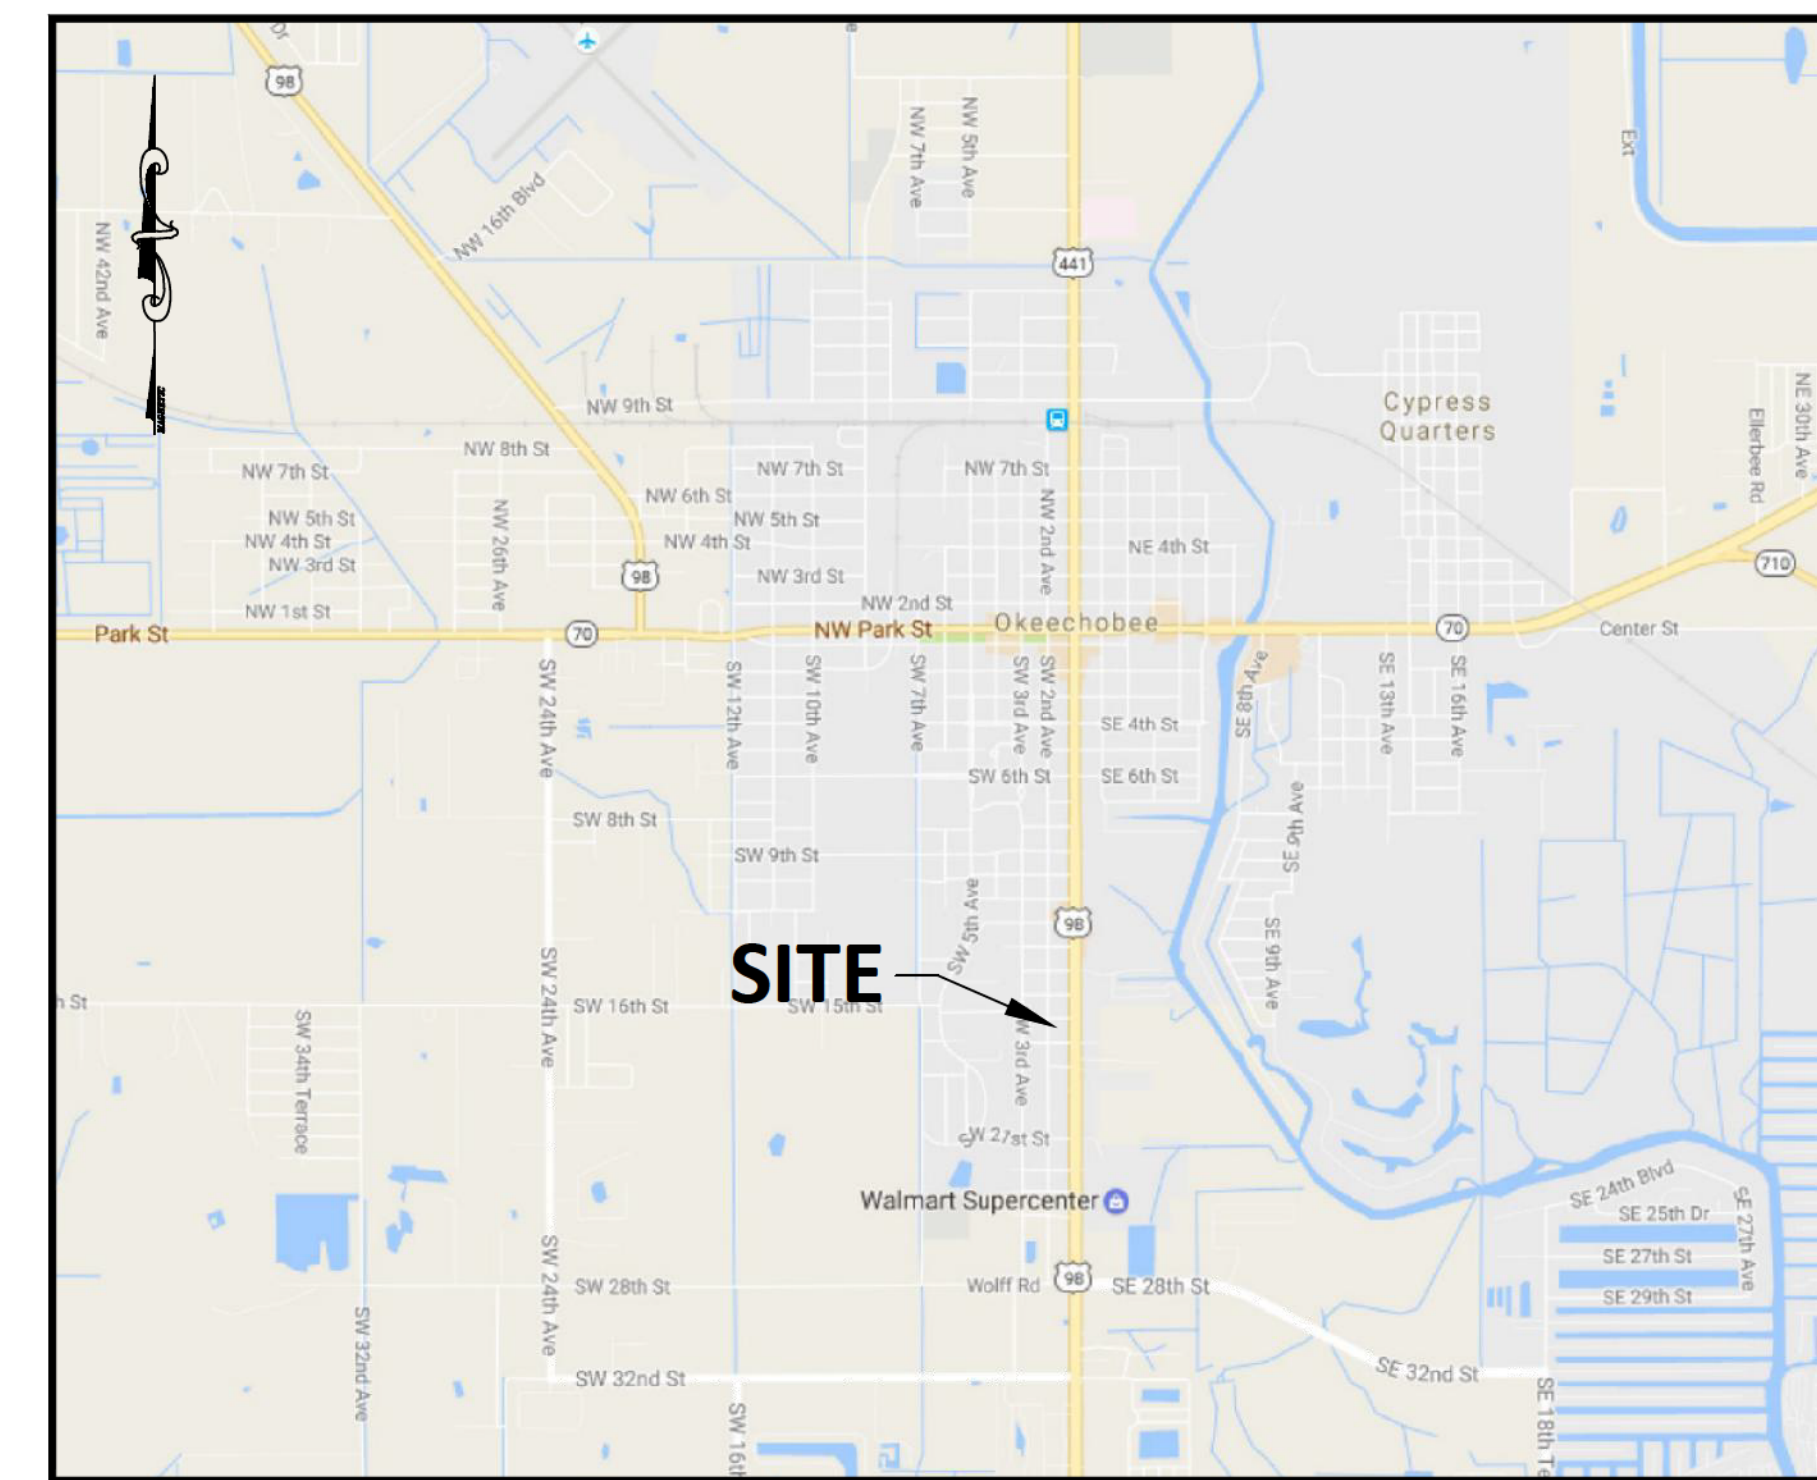 Dr
98
NW 7th Ave
NW 5th Ave
Ext
NW 16th Blvd
NW 42nd Ave
441
Cypress
Quarters
NE 30th Ave
Ellerbee Rd
NW 9th St
NW 8th St
NW 7th St
NW 7th St
NW 7th St
NW 6th St
NW 5th St
NW 5th St
NW 4th St
NW 4th St
NW 3rd St
NW 3rd St
NW 26th Ave
NW 2nd Ave
NE 4th St
98
710
NW 1st St
NW 2nd St
Park St
70
NW Park St
Okeechobee
70
Center St
SW 24th Ave
SW 12th Ave
SW 10th Ave
SW 7th Ave
SW 3rd Ave
SW 2nd Ave
SE 8th Ave
SE 13th Ave
SE 16th Ave
SE 4th St
SW 6th St
SE 6th St
SW 8th St
SE 9th Ave
SW 9th St
SW 5th Ave
98
SE 9th Ave
SITE
SW 24th Ave
h St
SW 16th St
SW 15th St
SW 34th Terrace
W 3rd Ave
SW 21st St
Walmart Supercenter
SE 24th Blvd
SE 25th Dr
SE 27th Ave
SE 27th St
SW 24th Ave
SW 28th St
Wolff Rd
98
SE 28th St
SE 29th St
SW 32nd Ave
SW 32nd St
SE 32nd St
SW 16th
SE 18th Te